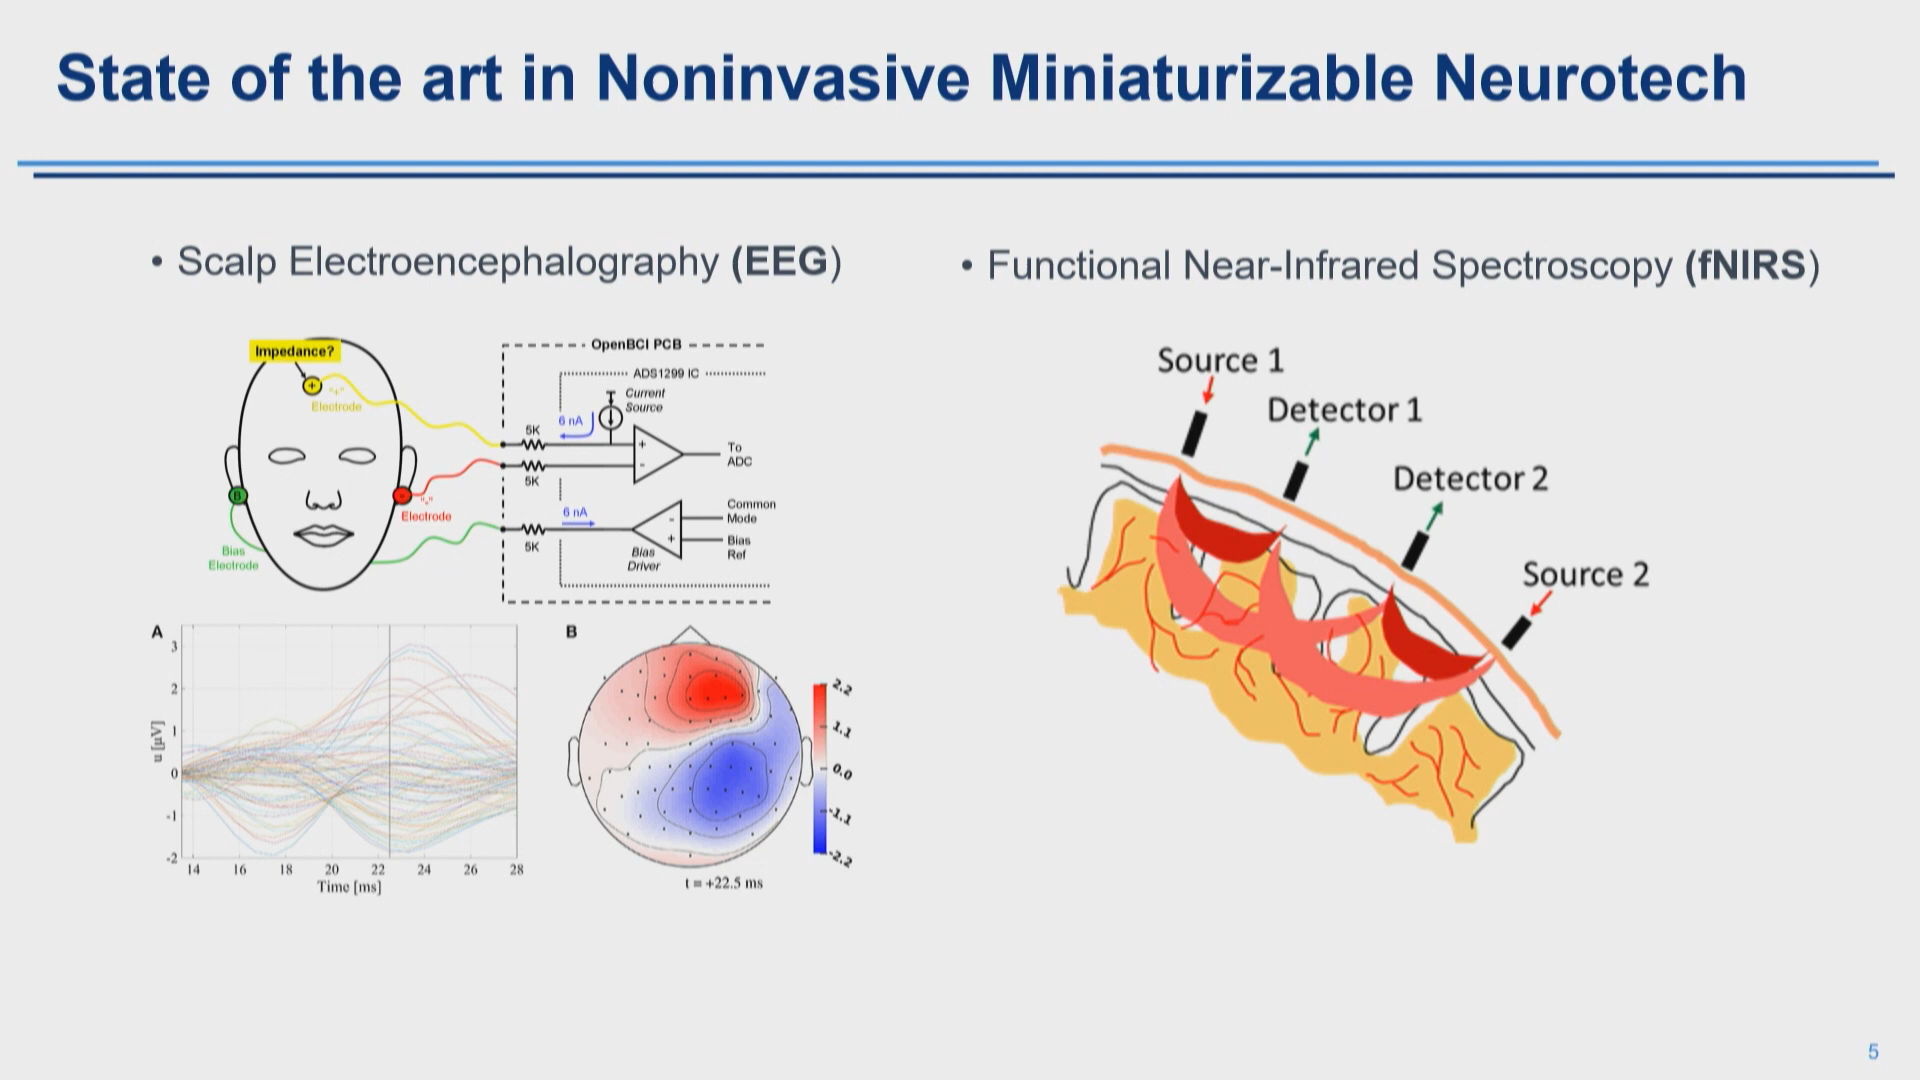 State of the art in Noninvasive Miniaturizable Neurotech
• Scalp Electroencephalography (EEG)
• Functional Near-Infrared Spectroscopy (fNIRS)
Impedance?
+
"+"
Electrode
B
-
"-"
Electrode
Bias
Electrode
OpenBCI PCB
ADS1299 IC
Current
Source
6 nA
5K
+
-
To
ADC
5K
6 nA
Common
Mode
-
+
Bias
Ref
5K
Bias
Driver
A
3
2
1
0
-1
-2
u [µV]
14 16 18 20 22 24 26 28
Time [ms]
B
2.2
1.1
0.0
-1.1
-2.2
t = +22.5 ms
Source 1
Detector 1
Detector 2
Source 2
5